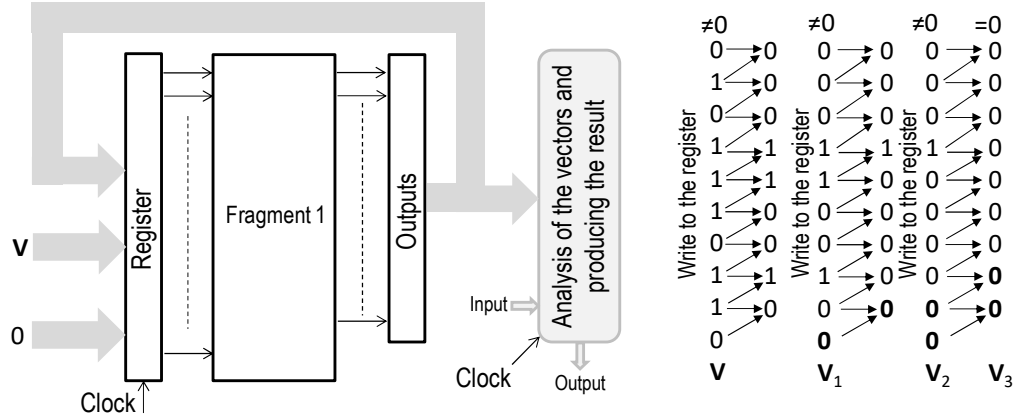 Register
Fragment 1
Outputs
V
0
Clock
Analysis of the vectors and
producing the result
Input
Clock
Output
≠0 ≠0 ≠0 =0
Write to the register
Write to the register
Write to the register
0 0 0 0 0 0
1 0 0 0 0 0
0 0 0 0 0 0
1 1 1 1 1 0
1 1 1 0 0 0
1 0 0 0 0 0
0 0 0 0 0 0
1 1 1 0 0 0
1 0 0 0 0 0
0 0 0
V V₁ V₂ V₃